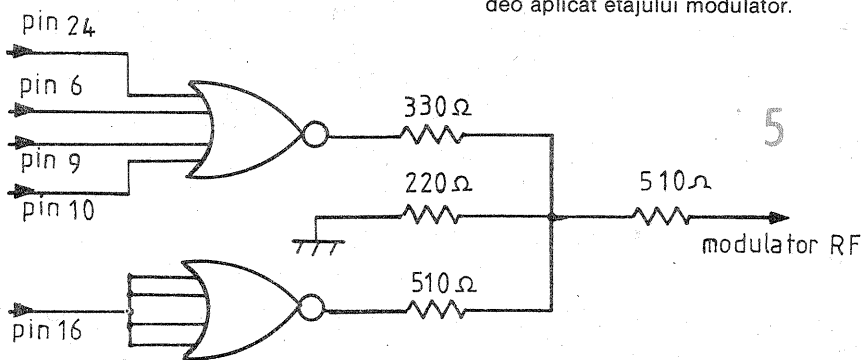 deo aplicat etajului modulator.
pin 24
pin 6
pin 9
pin 10
330Ω
220Ω
510Ω
5
modulator RF
510Ω
pin 16